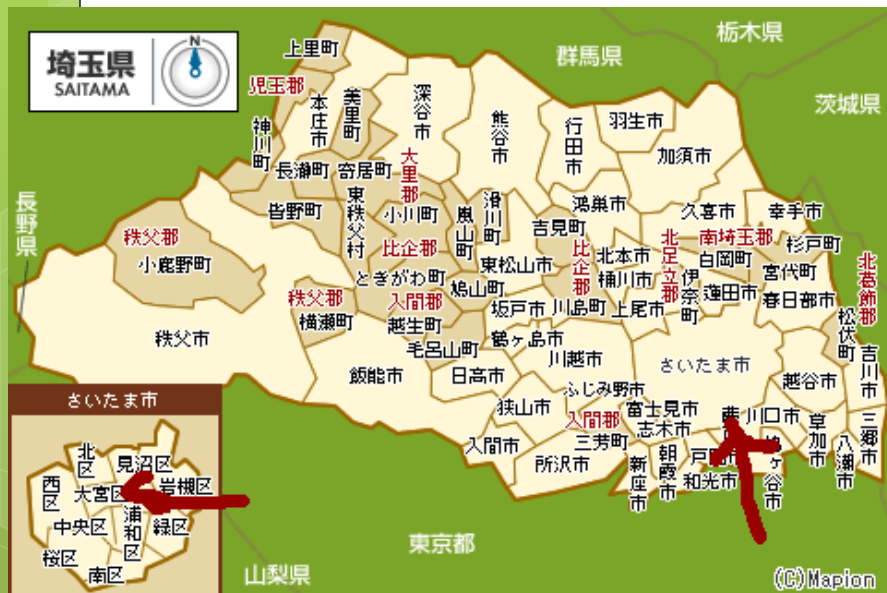 埼玉県
SAITAMA
N
栃木県
群馬県
茨城県
長野県
東京都
山梨県
上里町
児玉郡
本庄市
美里町
深谷市
神川町
熊谷市
行田市
羽生市
加須市
長瀞町
寄居町
大里郡
皆野町
東秩父村
小川町
嵐山町
滑川町
吉見町
鴻巣市
久喜市
幸手市
秩父郡
小鹿野町
比企郡
東松山市
比企郡
北本市
桶川市
北足立郡
南埼玉郡
白岡町
杉戸町
宮代町
ときがわ町
鳩山町
秩父郡
横瀬町
入間郡
越生町
坂戸市
川島町
上尾市
伊奈町
蓮田市
春日部市
北葛飾郡
松伏町
吉川市
秩父市
毛呂山町
鶴ヶ島市
川越市
さいたま市
越谷市
飯能市
日高市
ふじみ野市
狭山市
入間郡
富士見市
川口市
草加市
三郷市
八潮市
入間市
三芳町
志木市
所沢市
新座市
朝霞市
和光市
ヶ谷市
さいたま市
北区
見沼区
西区
大宮区
岩槻区
中央区
浦和区
緑区
桜区
南区
(C)Mapion